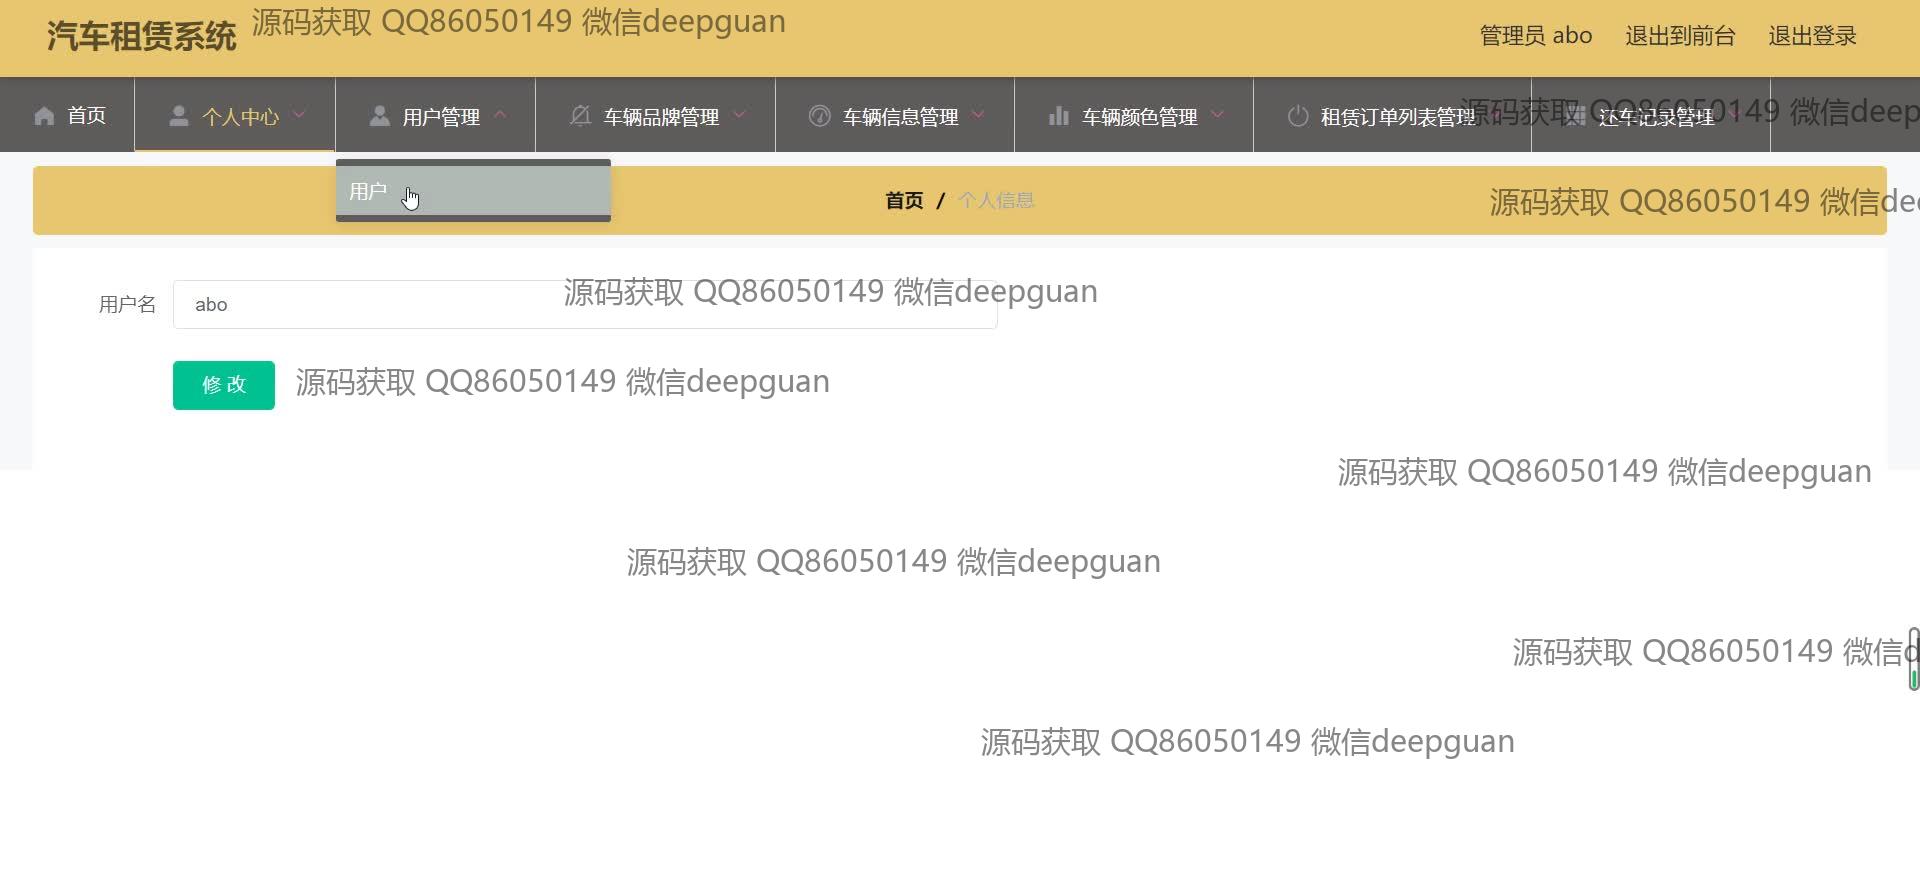 汽车租赁系统 源码获取 QQ86050149 微信deepguan 管理员 abo 退出到前台 退出登录
首页 个人中心 用户管理 车辆品牌管理 车辆信息管理 车辆颜色管理 租赁订单列表管理 还车记录管理
源码获取 QQ86050149 微信deep
用户
首页 / 个人信息
源码获取 QQ86050149 微信de
用户名 abo
源码获取 QQ86050149 微信deepguan
修改
源码获取 QQ86050149 微信deepguan
源码获取 QQ86050149 微信deepguan
源码获取 QQ86050149 微信deepguan
源码获取 QQ86050149 微信d
源码获取 QQ86050149 微信deepguan